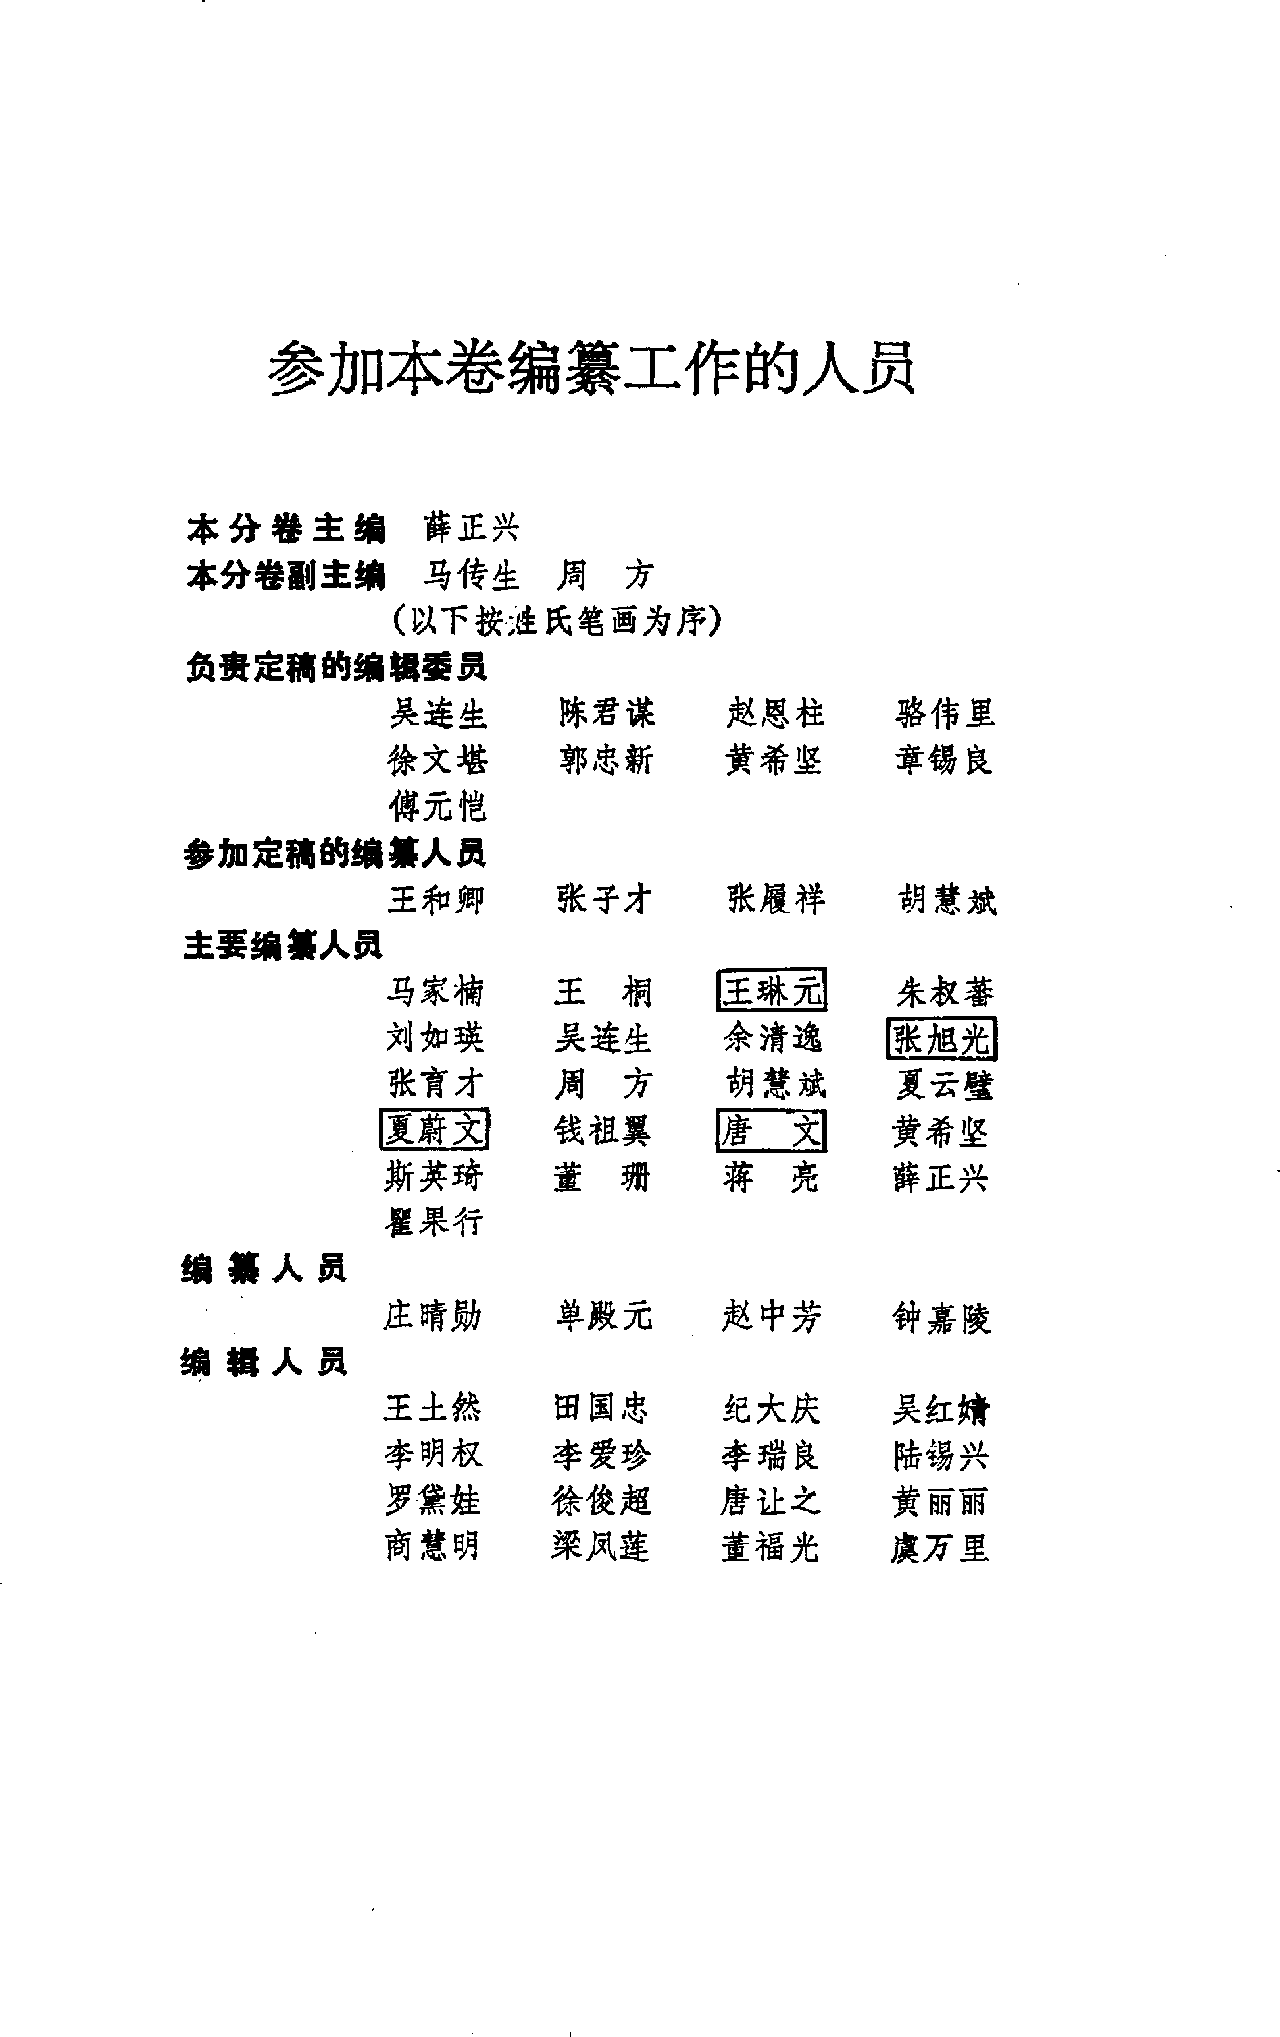 参加本卷编纂工作的人员
本分卷主编 薛正兴
本分卷副主编 马传生 周 方
(以下按姓氏笔画为序)
负责定稿的编辑委员
吴连生 陈君谋 赵恩柱 骆伟里
徐文堪 郭忠新 黄希坚 章锡良
傅元恺
参加定稿的编纂人员
王和卿 张子才 张履祥 胡慧斌
主要编纂人员
马家楠 王 桐 王琳元 朱叔蕃
刘如瑛 吴连生 余清逸 张旭光
张育才 周 方 胡慧斌 夏云璧
夏蔚文 钱祖翼 唐 文 黄希坚
斯英琦 董 珊 蒋 亮 薛正兴
瞿果行
编纂人员
庄晴勋 单殿元 赵中芳 钟嘉陵
编辑人员
王土然 田国忠 纪大庆 吴红婧
李明权 李爱珍 李瑞良 陆锡兴
罗黛娃 徐俊超 唐让之 黄丽丽
商慧明 梁凤莲 董福光 虞万里